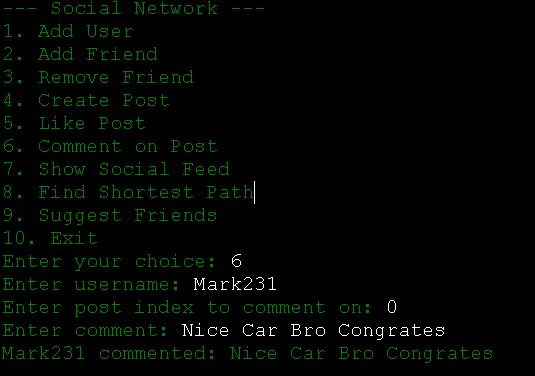 --- Social Network ---
1. Add User
2. Add Friend
3. Remove Friend
4. Create Post
5. Like Post
6. Comment on Post
7. Show Social Feed
8. Find Shortest Path
9. Suggest Friends
10. Exit
Enter your choice: 6
Enter username: Mark231
Enter post index to comment on: 0
Enter comment: Nice Car Bro Congrates
Mark231 commented: Nice Car Bro Congrates